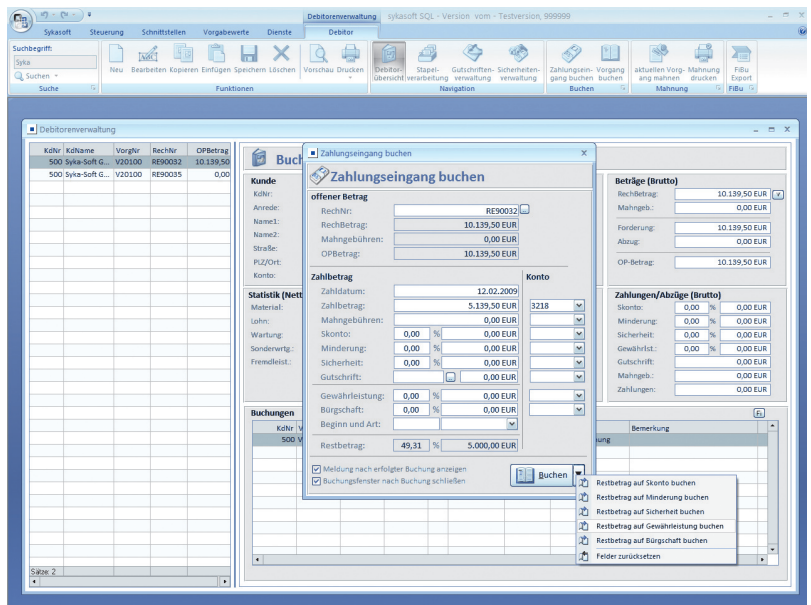 Debitorenverwaltung sykasoft SQL - Version vom - Testversion, 999999
Sykasoft Steuerung Schnittstellen Vorgabewerte Dienste Debitor
Suchbegriff:
Syka
Suchen
Suche
Neu Bearbeiten Kopieren Einfügen Speichern Löschen Vorschau Drucken
Funktionen
Debitor-übersicht Stapel-verarbeitung Gutschriften-verwaltung Sicherheiten-verwaltung
Navigation
Zahlungsein-gang buchen Vorgang buchen
Buchen
aktuellen Vorg-ang mahnen Mahnung drucken
Mahnung
FiBu Export
FiBu
Debitorenverwaltung
KdNr KdName VorgNr RechNr OPBetrag
500 Syka-Soft G... V20100 RE90032 10.139,50
500 Syka-Soft G... V20100 RE90035 0,00
Sätze: 2
Buch
Kunde
KdNr:
Anrede:
Name1:
Name2:
Straße:
PLZ/Ort:
Konto:
Statistik (Nett
Material:
Lohn:
Wartung:
Sonderwrtg.:
Fremdleist.:
Zahlungseingang buchen
Zahlungseingang buchen
offener Betrag
RechNr: RE90032 ...
RechBetrag: 10.139,50 EUR
Mahngebühren: 0,00 EUR
OPBetrag: 10.139,50 EUR
Zahlbetrag Konto
Zahldatum: 12.02.2009
Zahlbetrag: 5.139,50 EUR 3218
Mahngebühren: 0,00 EUR
Skonto: 0,00 % 0,00 EUR
Minderung: 0,00 % 0,00 EUR
Sicherheit: 0,00 % 0,00 EUR
Gutschrift: ... 0,00 EUR
Gewährleistung: 0,00 % 0,00 EUR
Bürgschaft: 0,00 % 0,00 EUR
Beginn und Art:
Restbetrag: 49,31 % 5.000,00 EUR
Meldung nach erfolgter Buchung anzeigen
Buchungsfenster nach Buchung schließen
Buchen
Beträge (Brutto)
RechBetrag: 10.139,50 EUR
Mahngeb.: 0,00 EUR
Forderung: 10.139,50 EUR
Abzug: 0,00 EUR
OP-Betrag: 10.139,50 EUR
Zahlungen/Abzüge (Brutto)
Skonto: 0,00 % 0,00 EUR
Minderung: 0,00 % 0,00 EUR
Sicherheit: 0,00 % 0,00 EUR
Gewährlst.: 0,00 % 0,00 EUR
Gutschrift: 0,00 EUR
Mahngeb.: 0,00 EUR
Zahlungen: 0,00 EUR
Buchungen
KdNr V Bemerkung
500 V ung
Restbetrag auf Skonto buchen
Restbetrag auf Minderung buchen
Restbetrag auf Sicherheit buchen
Restbetrag auf Gewährleistung buchen
Restbetrag auf Bürgschaft buchen
Felder zurücksetzen